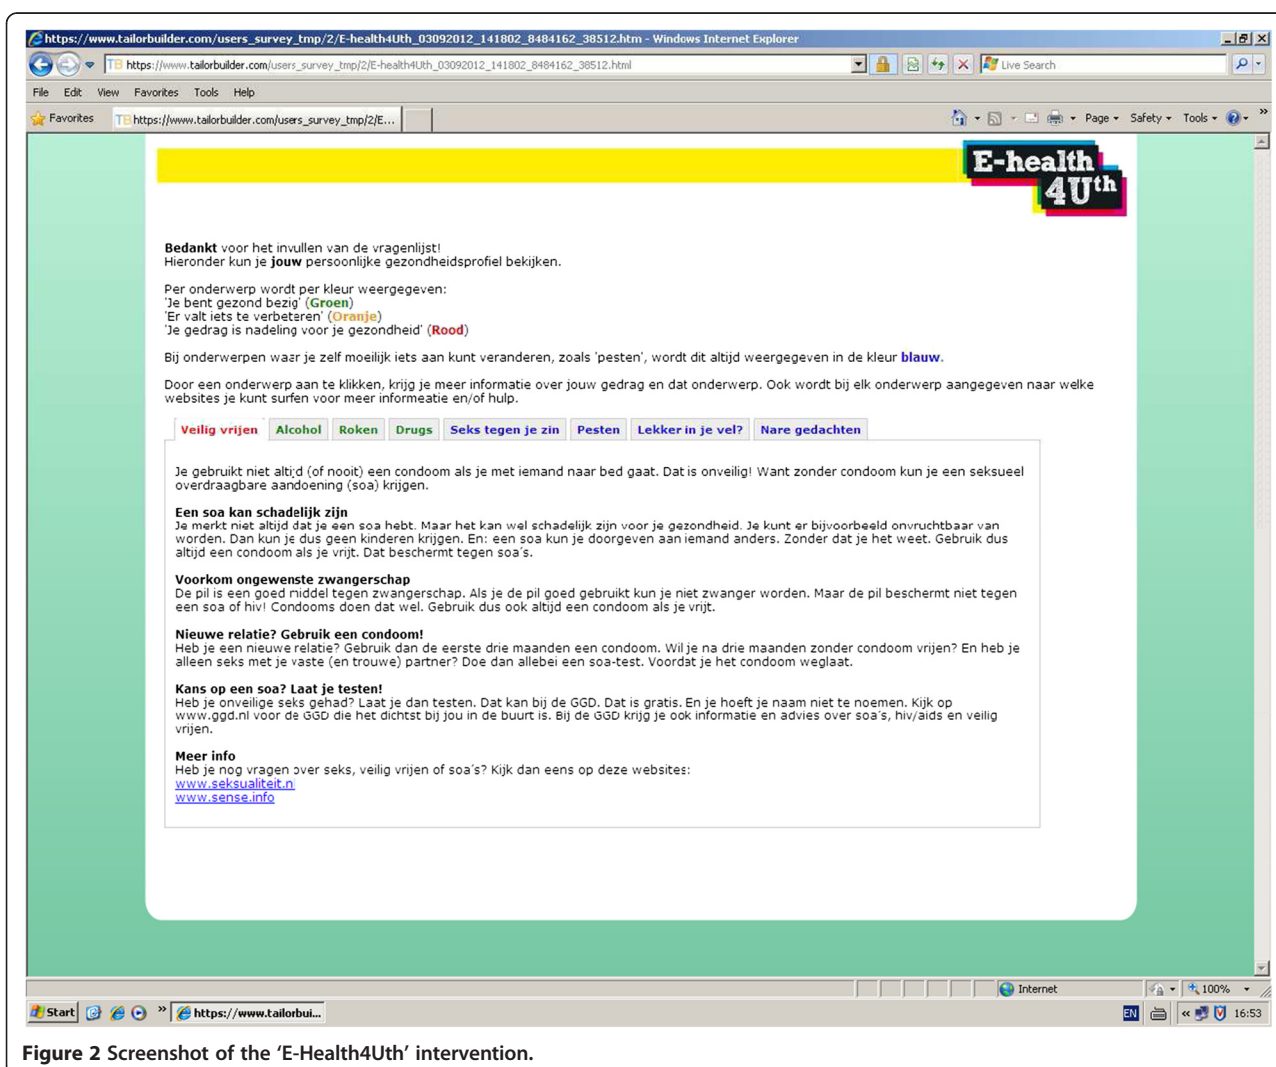 https://www.tailorbuilder.com/users_survey_tmp/2/E-health4Uth_03092012_141802_8484162_38512.htm - Windows Internet Explorer
TB https://www.tailorbuilder.com/users_survey_tmp/2/E-health4Uth_03092012_141802_8484162_38512.html
Live Search
File Edit View Favorites Tools Help
Favorites TB https://www.tailorbuilder.com/users_survey_tmp/2/E... Page Safety Tools
E-health
4Uth
Bedankt voor het invullen van de vragenlijst!
Hieronder kun je jouw persoonlijke gezondheidsprofiel bekijken.
Per onderwerp wordt per kleur weergegeven:
'Je bent gezond bezig' (Groen)
'Er valt iets te verbeteren' (Oranje)
'Je gedrag is nadeling voor je gezondheid' (Rood)
Bij onderwerpen waar je zelf moeilijk iets aan kunt veranderen, zoals 'pesten', wordt dit altijd weergegeven in de kleur blauw.
Door een onderwerp aan te klikken, krijg je meer informatie over jouw gedrag en dat onderwerp. Ook wordt bij elk onderwerp aangegeven naar welke
websites je kunt surfen voor meer informeatie en/of hulp.
Veilig vrijen Alcohol Roken Drugs Seks tegen je zin Pesten Lekker in je vel? Nare gedachten
Je gebruikt niet altijd (of nooit) een condoom als je met iemand naar bed gaat. Dat is onveilig! Want zonder condoom kun je een seksueel
overdraagbare aandoening (soa) krijgen.
Een soa kan schadelijk zijn
Je merkt niet altijd dat je een soa hebt. Maar het kan wel schadelijk zijn voor je gezondheid. Je kunt er bijvoorbeeld onvruchtbaar van
worden. Dan kun je dus geen kinderen krijgen. En: een soa kun je doorgeven aan iemand anders. Zonder dat je het weet. Gebruik dus
altijd een condoom als je vrijt. Dat beschermt tegen soa's.
Voorkom ongewenste zwangerschap
De pil is een goed middel tegen zwangerschap. Als je de pil goed gebruikt kun je niet zwanger worden. Maar de pil beschermt niet tegen
een soa of hiv! Condooms doen dat wel. Gebruik dus ook altijd een condoom als je vrijt.
Nieuwe relatie? Gebruik een condoom!
Heb je een nieuwe relatie? Gebruik dan de eerste drie maanden een condoom. Wil je na drie maanden zonder condoom vrijen? En heb je
alleen seks met je vaste (en trouwe) partner? Doe dan allebei een soa-test. Voordat je het condoom weglaat.
Kans op een soa? Laat je testen!
Heb je onveilige seks gehad? Laat je dan testen. Dat kan bij de GGD. Dat is gratis. En je hoeft je naam niet te noemen. Kijk op
www.ggd.nl voor de GGD die het dichtst bij jou in de buurt is. Bij de GGD krijg je ook informatie en advies over soa's, hiv/aids en veilig
vrijen.
Meer info
Heb je nog vragen over seks, veilig vrijen of soa's? Kijk dan eens op deze websites:
www.seksualiteit.nl
www.sense.info
Internet 100%
Start https://www.tailorbui... EN 16:53
Figure 2 Screenshot of the ‘E-Health4Uth’ intervention.